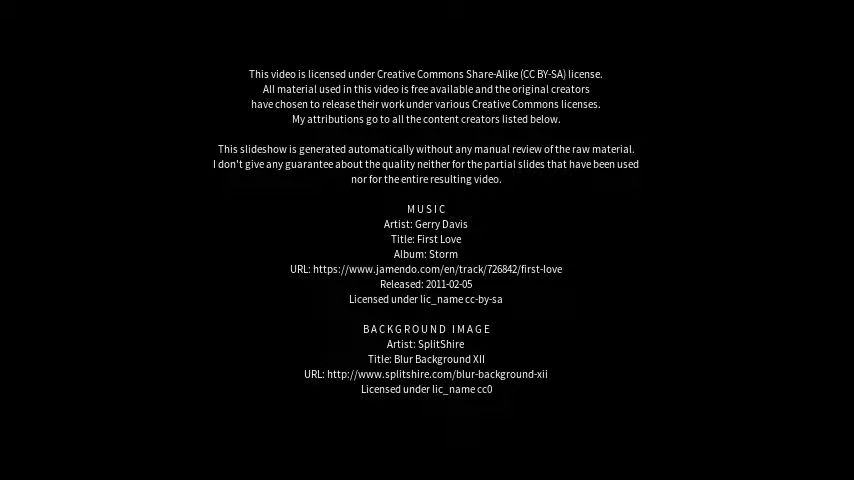 This video is licensed under Creative Commons Share-Alike (CC BY-SA) license.
All material used in this video is free available and the original creators
have chosen to release their work under various Creative Commons licenses.
My attributions go to all the content creators listed below.
This slideshow is generated automatically without any manual review of the raw material.
I don't give any guarantee about the quality neither for the partial slides that have been used
nor for the entire resulting video.
MUSIC
Artist: Gerry Davis
Title: First Love
Album: Storm
URL: https://www.jamendo.com/en/track/726842/first-love
Released: 2011-02-05
Licensed under lic_name cc-by-sa
BACKGROUND IMAGE
Artist: SplitShire
Title: Blur Background XII
URL: http://www.splitshire.com/blur-background-xii
Licensed under lic_name cc0